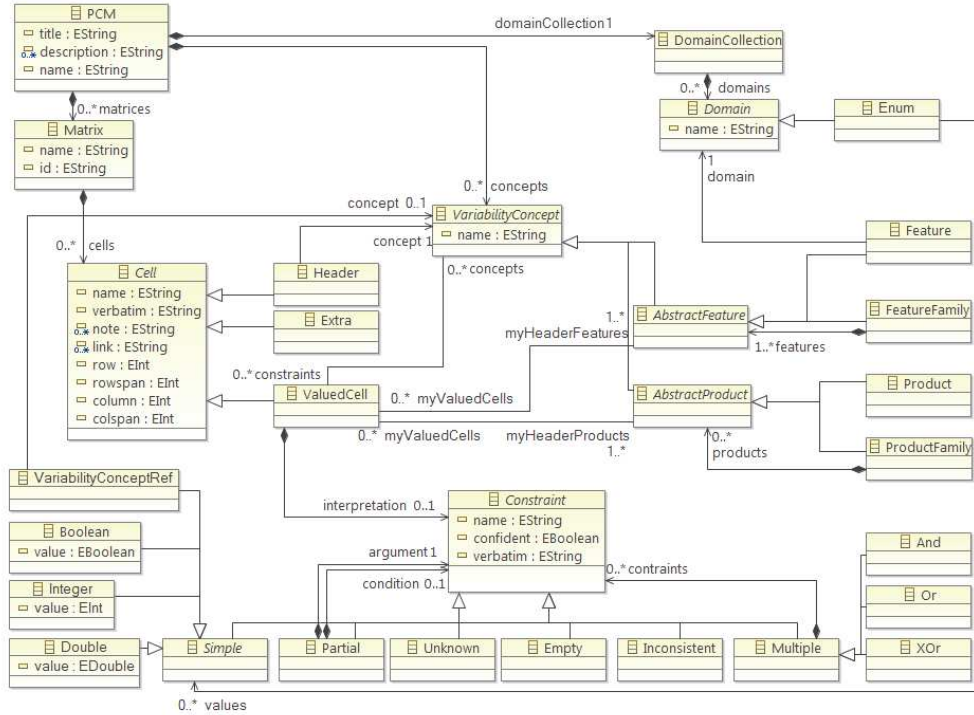 PCM
title : EString
description : EString
name : EString
domainCollection1
DomainCollection
0..* domains
Domain
name : EString
Enum
0..* matrices
Matrix
name : EString
id : EString
1
domain
0..* concepts
concept 0..1
VariabilityConcept
name : EString
concept 1
0..* concepts
Feature
0..* cells
Cell
name : EString
verbatim : EString
0..* note : EString
0..* link : EString
row : EInt
rowspan : EInt
column : EInt
colspan : EInt
Header
Extra
1..*
myHeaderFeatures
AbstractFeature
FeatureFamily
1..* features
0..* constraints
ValuedCell
0..* myValuedCells
AbstractProduct
Product
0..* myValuedCells
myHeaderProducts
1..*
0..*
products
ProductFamily
VariabilityConceptRef
Boolean
value : EBoolean
Integer
value : EInt
Double
value : EDouble
interpretation 0..1
Constraint
name : EString
confident : EBoolean
verbatim : EString
argument1
condition 0..1
0..* contraints
And
Or
XOr
Simple
Partial
Unknown
Empty
Inconsistent
Multiple
0..* values